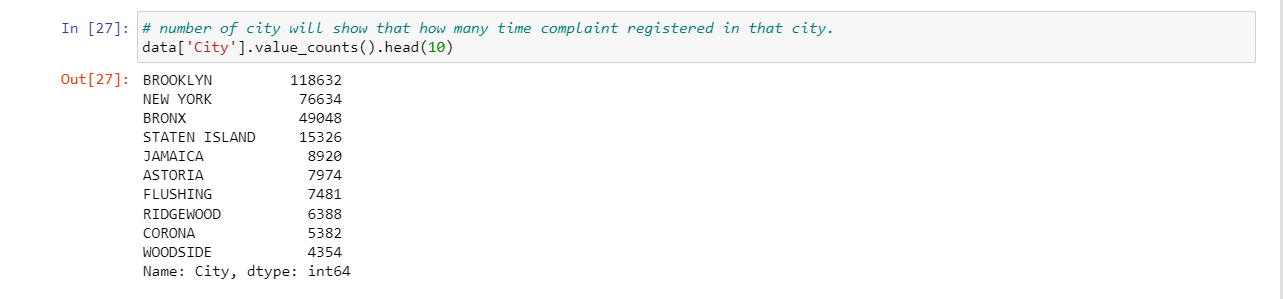 In [27]: # number of city will show that how many time complaint registered in that city.
data['City'].value_counts().head(10)
Out[27]: BROOKLYN 118632
NEW YORK 76634
BRONX 49048
STATEN ISLAND 15326
JAMAICA 8920
ASTORIA 7974
FLUSHING 7481
RIDGEWOOD 6388
CORONA 5382
WOODSIDE 4354
Name: City, dtype: int64